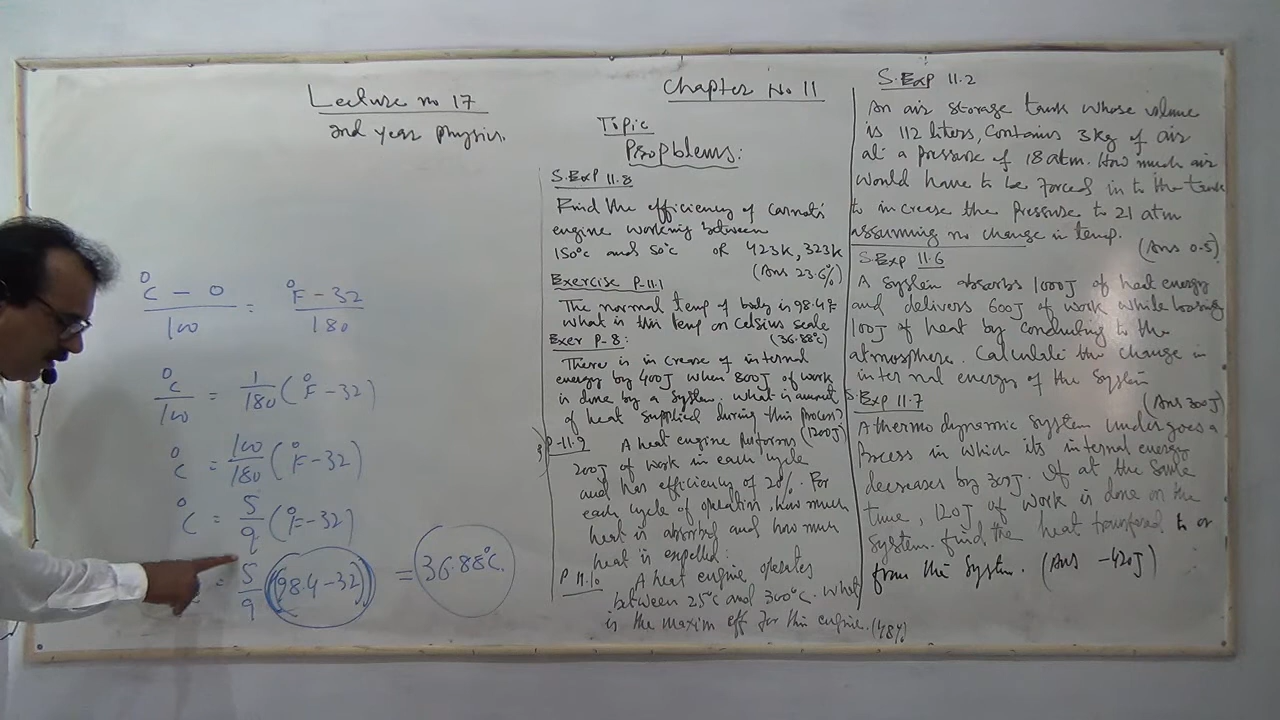 Lecture no 17
2nd year physics.
Chapter No 11
Topic
Propblems:
°C - 0 / 100 = °F - 32 / 180
°C / 100 = 1 / 180 (°F - 32)
°C = 100 / 180 (°F - 32)
°C = 5 / 9 (°F - 32)
= 5 / 9 (98.4 - 32) = 36.88°C.
S.Exp 11.8
Find the efficiency of Carnot's
engine working between
150°C and 50°C or 423K, 323K
(Ans 23.6%)
Exercise P.11.1
The normal temp of body is 98.4F
what is this temp on Celsius scale
(36.88°C)
Exer P-8:
There is increase of internal
energy by 400J when 800J of work
is done by a system. what is amount
of heat supplied during this process?
(1200J)
P-11.9 A heat engine performs
200J of work in each cycle
and has efficiency of 20%. For
each cycle of operation, how much
heat is absorbed and how much
heat is expelled:
P 11.10 A heat engine operates
between 25°C and 300°C. what
is the maxim eff for this engine. (48%)
S.Exp 11.2
An air storage tank whose volume
is 112 liters, Contains 3kg of air
at a pressure of 18 atm. How much air
would have to be forced in to the tank
to increase the pressure to 21 atm
assuming no change in temp.
(Ans 0.5)
S.Exp 11.6
A system absorbs 1000J of heat energy
and delivers 600J of work while loosing
100J of heat by conduction to the
atmosphere. Calculate the change in
internal energy of the system
(Ans 300J)
S.Exp 11.7
A thermo dynamic system undergoes a
process in which its internal energy
decreases by 300J. If at the same
time, 120J of work is done on the
system. find the heat transferred to or
from the system. (Ans -420J)